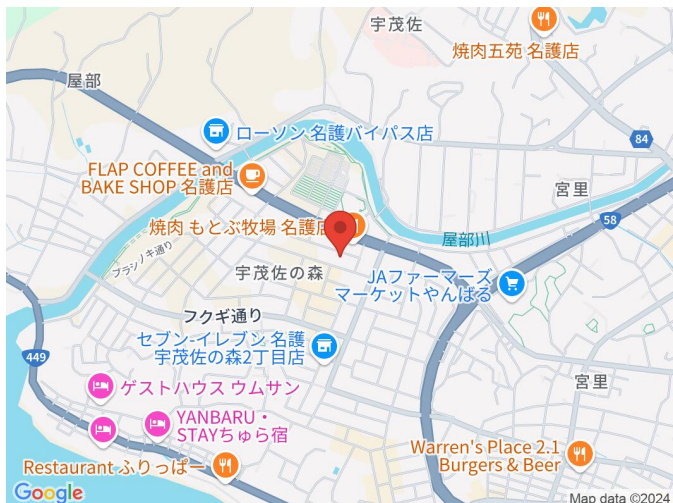 宇茂佐
焼肉五苑 名護店
屋部
84
ローソン 名護バイパス店
FLAP COFFEE and
BAKE SHOP 名護店
宮里
58
焼肉 もとぶ牧場 名護店
屋部川
ブラシノキ通り
宇茂佐の森
JAファーマーズ
マーケットやんばる
フクギ通り
セブン-イレブン 名護
宇茂佐の森2丁目店
449
ゲストハウス ウムサン
宮里
YANBARU・
STAYちゅら宿
Warren's Place 2.1
Burgers & Beer
Restaurant ふりっぱー
Google
Map data ©2024